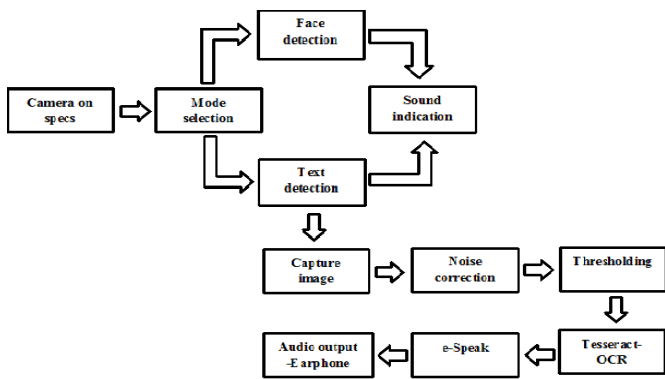 Face
detection
Camera on
specs
Mode
selection
Sound
indication
Text
detection
Capture
image
Noise
correction
Thresholding
Audio output
-Earphone
e-Speak
Tesseract-
OCR